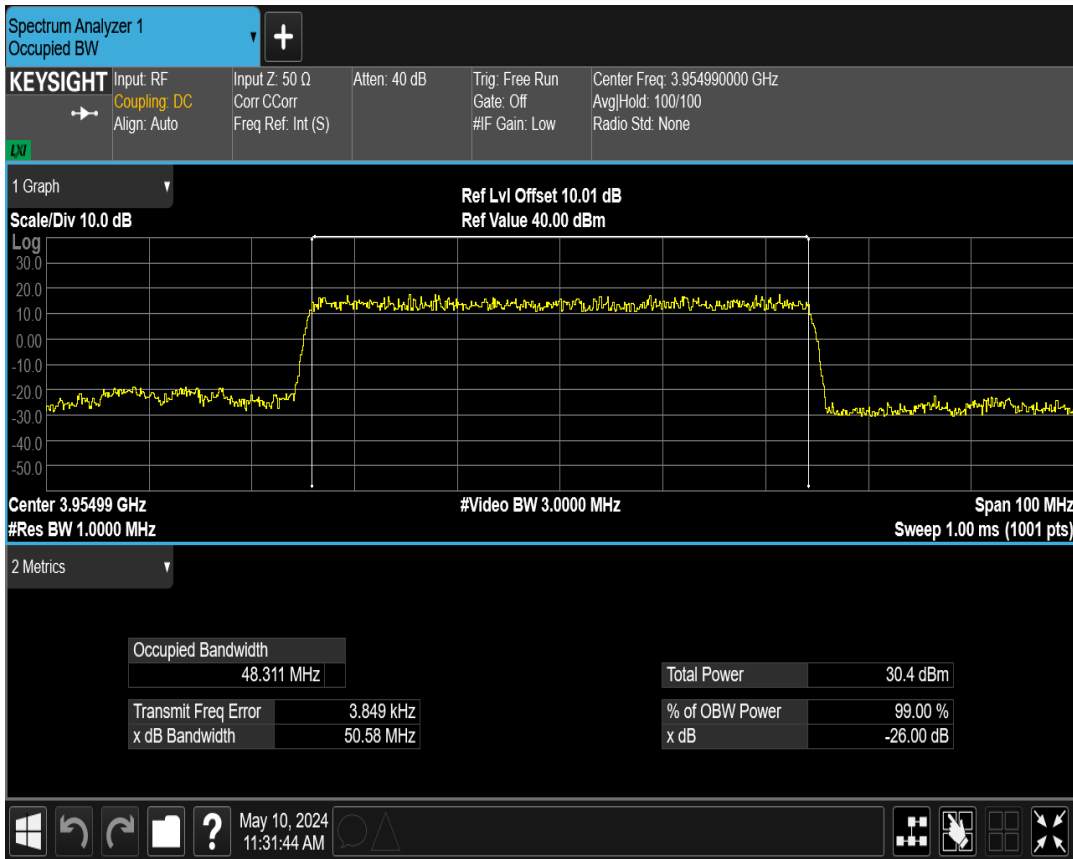 Spectrum Analyzer 1
Occupied BW
+
KEYSIGHT
LXI
Input: RF
Coupling: DC
Align: Auto
Input Z: 50 Ω
Corr CCorr
Freq Ref: Int (S)
Atten: 40 dB
Trig: Free Run
Gate: Off
#IF Gain: Low
Center Freq: 3.954990000 GHz
Avg|Hold: 100/100
Radio Std: None
1 Graph
Scale/Div 10.0 dB
Ref Lvl Offset 10.01 dB
Ref Value 40.00 dBm
Log
30.0
20.0
10.0
0.00
-10.0
-20.0
-30.0
-40.0
-50.0
Center 3.95499 GHz
#Res BW 1.0000 MHz
#Video BW 3.0000 MHz
Span 100 MHz
Sweep 1.00 ms (1001 pts)
2 Metrics
Occupied Bandwidth
48.311 MHz
Transmit Freq Error 3.849 kHz
x dB Bandwidth 50.58 MHz
Total Power 30.4 dBm
% of OBW Power 99.00 %
x dB -26.00 dB
?
May 10, 2024
11:31:44 AM